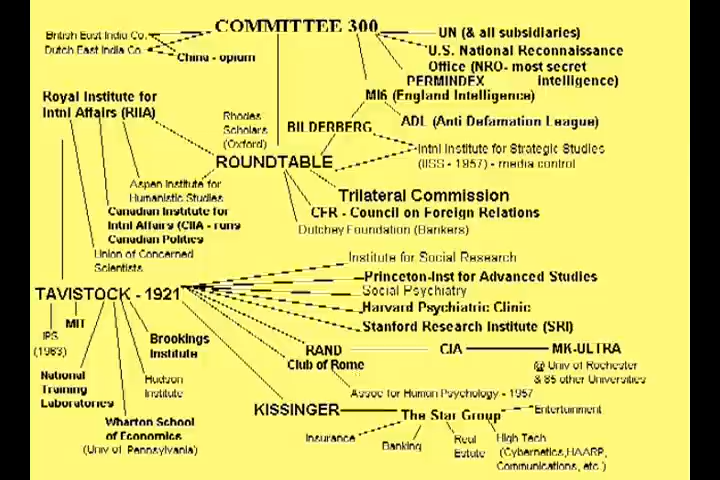 COMMITTEE 300
British East India Co.
Dutch East India Co
China - opium
UN (& all subsidiaries)
U.S. National Reconnaissance
Office (NRO- most secret
intelligence)
PERMINDEX
MI6 (England Intelligence)
ADL (Anti Defamation League)
Royal Institute for
Intnl Affairs (RIIA)
Rhodes
Scholars
(Oxford)
BILDERBERG
Intnl Institute for Strategic Studies
(IISS - 1957) - media control
ROUNDTABLE
Aspen Institute for
Humanistic Studies
Trilateral Commission
Canadian Institute for
Intnl Affairs (CIIA - runs
Canadian Politics
CFR - Council on Foreign Relations
Dutchey Foundation (Bankers)
Union of Concerned
Scientists
Institute for Social Research
Princeton-Inst for Advanced Studies
Social Psychiatry
Harvard Psychiatric Clinic
Stanford Research Institute (SRI)
TAVISTOCK - 1921
MIT
IPS
(1963)
Brookings
Institute
RAND
CIA
MK-ULTRA
Club of Rome
@ Univ of Rochester
& 85 other Universities
National
Training
Laboratories
Hudson
Institute
Assoc for Human Psychology - 1957
KISSINGER
The Star Group
Entertainment
Wharton School
of Economics
(Univ of Pennsylvania)
Insurance
Banking
Real
Estate
High Tech
(Cybernetics,HAARP,
Communications, etc.)